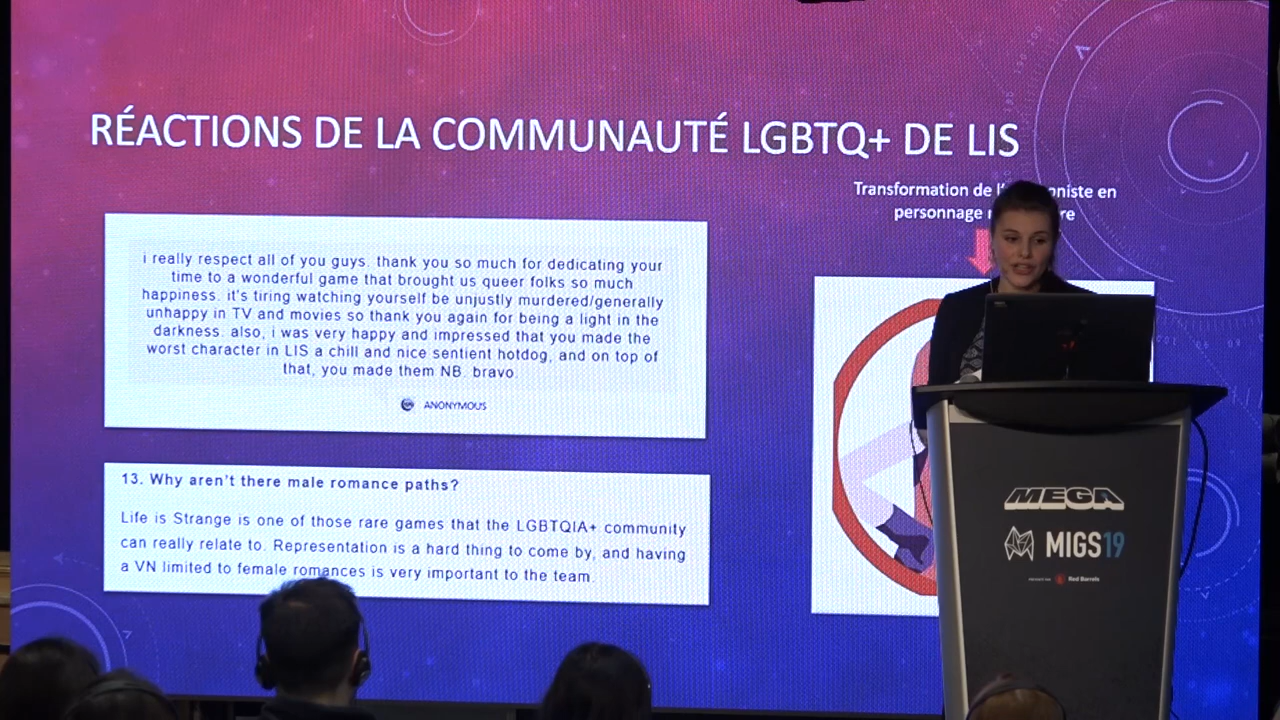 RÉACTIONS DE LA COMMUNAUTÉ LGBTQ+ DE LIS
Transformation de en
personnage
i really respect all of you guys. thank you so much for dedicating your
time to a wonderful game that brought us queer folks so much
happiness. it's tiring watching yourself be unjustly murdered/generally
unhappy in TV and movies so thank you again for being a light in the
darkness. also, i was very happy and impressed that you made the
worst character in LIS a chill and nice sentient hotdog, and on top of
that, you made them NB. bravo.
ANONYMOUS
13. Why aren't there male romance paths?
Life is Strange is one of those rare games that the LGBTQIA+ community
can really relate to. Representation is a hard thing to come by, and having
a VN limited to female romances is very important to the team.
MEGA
MIGS19
Red Barrels